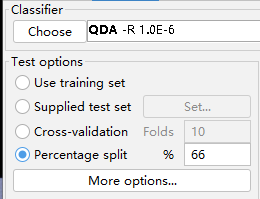 Classifier
Choose QDA -R 1.0E-6
Test options
Use training set
Supplied test set Set...
Cross-validation Folds 10
Percentage split % 66
More options...